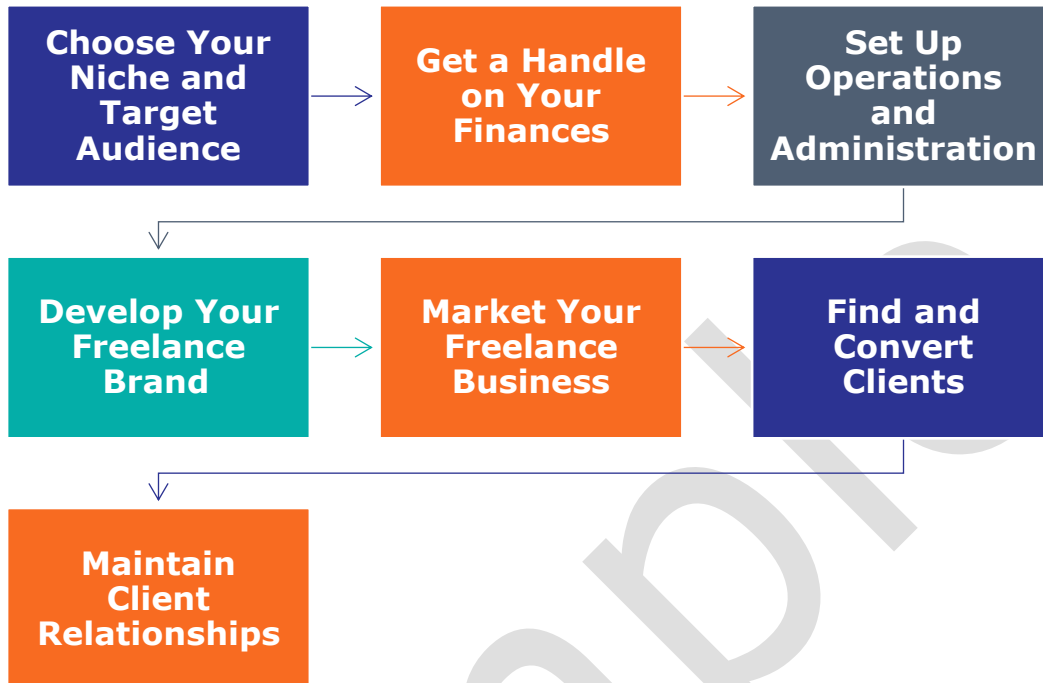 Choose Your
Niche and
Target
Audience
Get a Handle
on Your
Finances
Set Up
Operations
and
Administration
Develop Your
Freelance
Brand
Market Your
Freelance
Business
Find and
Convert
Clients
Maintain
Client
Relationships